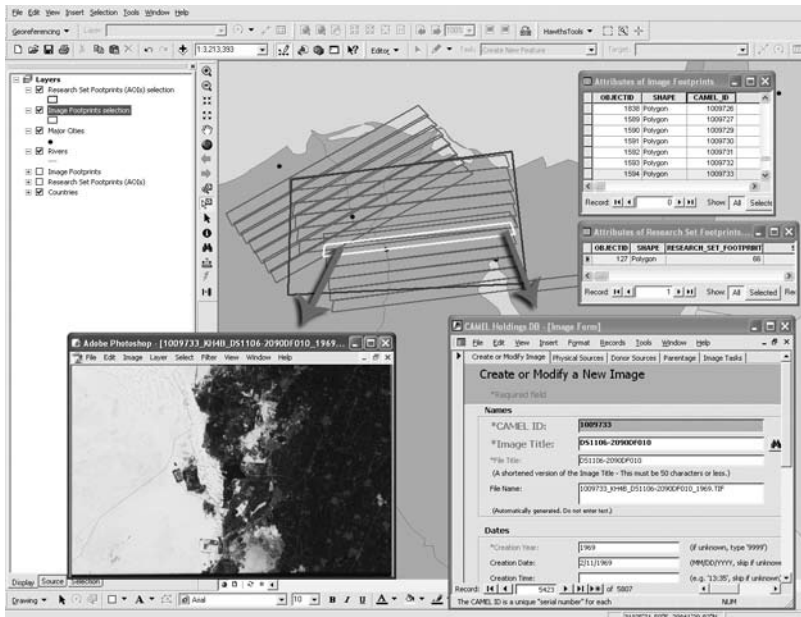 File Edit View Insert Selection Tools Window Help
Georeferencing Layer: HawthsTools
1:3,213,393 Editor Task: Create New Feature Target:
Layers
Research Set Footprints (AOIs) selection
Image Footprints selection
Major Cities
Rivers
Image Footprints
Research Set Footprints (AOIs)
Countries
Attributes of Image Footprints
OBJECTID SHAPE CAMEL_ID
1838 Polygon 1009726
1589 Polygon 1009727
1590 Polygon 1009729
1591 Polygon 1009730
1592 Polygon 1009731
1593 Polygon 1009732
1594 Polygon 1009733
Record: 0 Show: All Selecte
Attributes of Research Set Footprints...
OBJECTID SHAPE RESEARCH_SET_FOOTPRINT
127 Polygon 66
Record: 1 Show: All Selected Re
Adobe Photoshop - [1009733_KH4B_DS1106-2090DF010_1969...
File Edit Image Layer Select Filter View Window Help
CAMEL Holdings DB - [Image Form]
File Edit View Insert Format Records Tools Window Help
Create or Modify Image Physical Sources Donor Sources Parentage Image Tasks
Create or Modify a New Image
*Required field
Names
*CAMEL ID: 1009733
*Image Title: DS1106-2090DF010
*File Title: DS1106-2090DF010
(A shortened version of the Image Title - This must be 50 characters or less.)
File Name: 1009733_KH4B_DS1106-2090DF010_1969.TIF
(Automatically generated. Do not enter text.)
Dates
*Creation Year: 1969 (if unknown, type '9999')
Creation Date: 2/11/1969 (MM/DD/YYYY, skip if unknown
Creation Time: (e.g. '13:35', skip if unknown
Record: 5423 of 5807
The CAMEL ID is a unique "serial number" for each NUM
Display Source Selection
Drawing Arial 10 B I U A